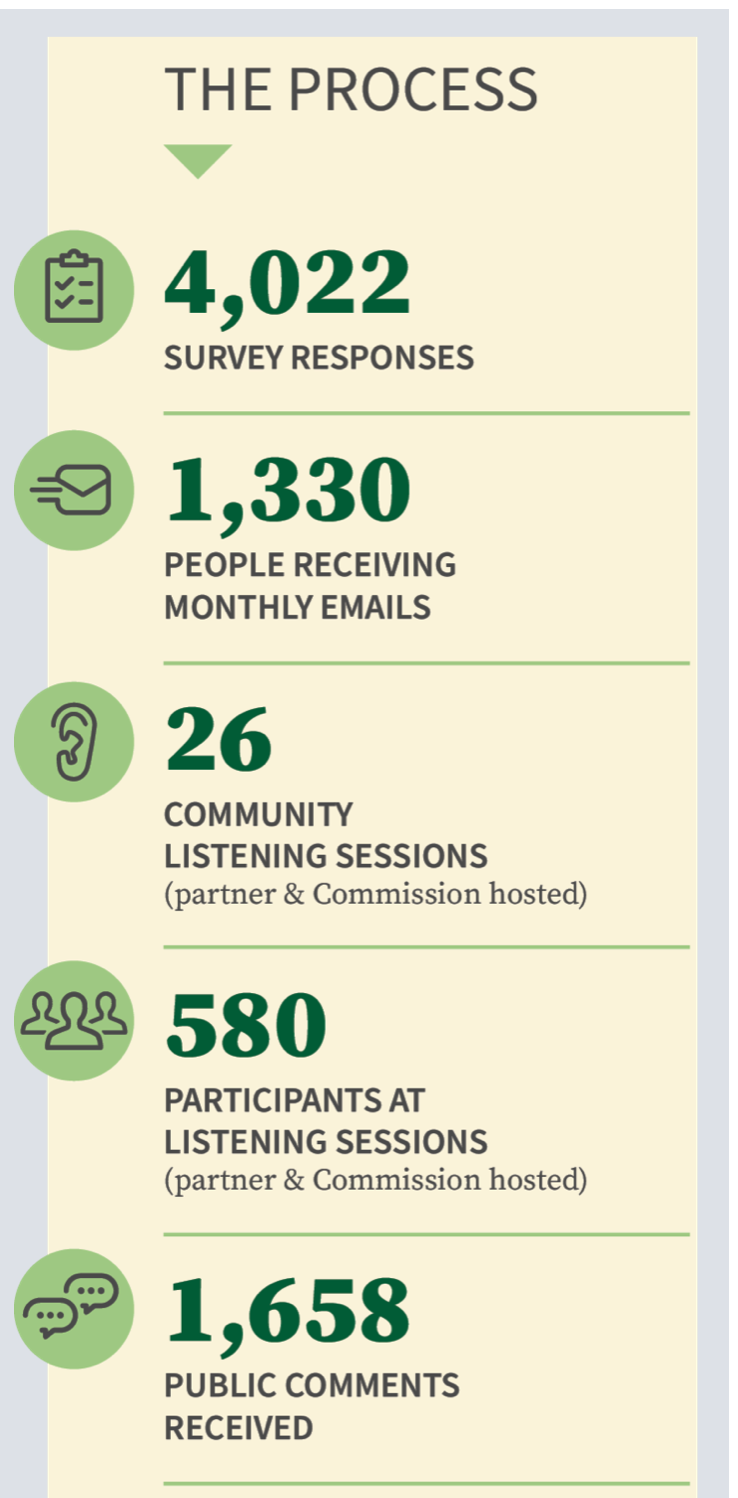 THE PROCESS
4,022
SURVEY RESPONSES
1,330
PEOPLE RECEIVING
MONTHLY EMAILS
26
COMMUNITY
LISTENING SESSIONS
(partner & Commission hosted)
580
PARTICIPANTS AT
LISTENING SESSIONS
(partner & Commission hosted)
1,658
PUBLIC COMMENTS
RECEIVED